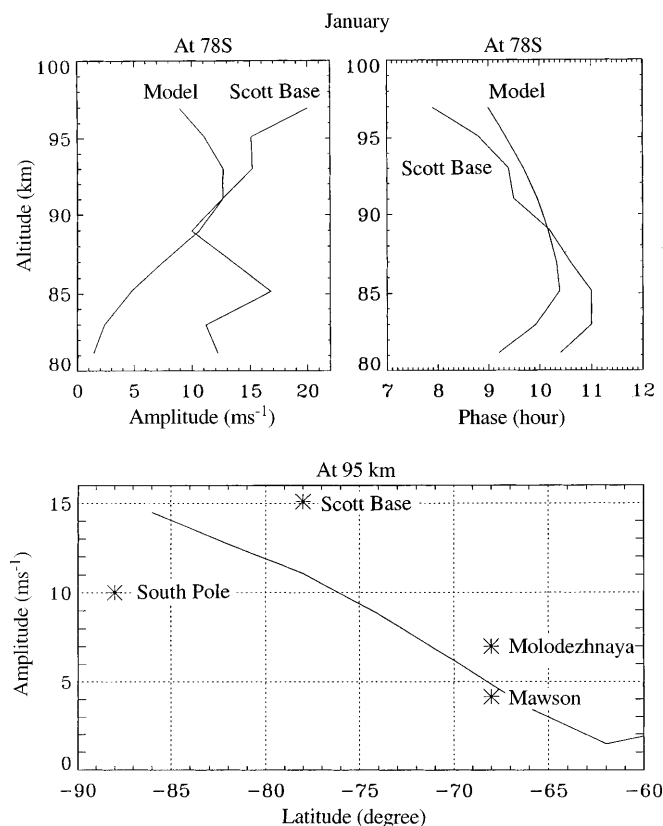 January
At 78S
At 78S
100
95
90
85
80
Altitude (km)
Model
Scott Base
0
5
10
15
20
Amplitude (ms⁻¹)
100
95
90
85
80
Model
Scott Base
7
8
9
10
11
12
Phase (hour)
At 95 km
15
10
5
0
Amplitude (ms⁻¹)
Scott Base
South Pole
Molodezhnaya
Mawson
−90
−85
−80
−75
−70
−65
−60
Latitude (degree)